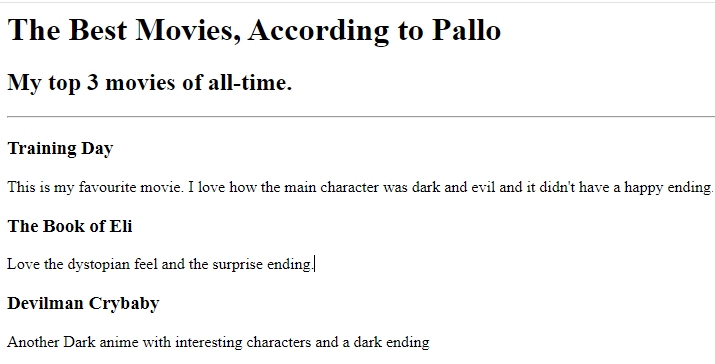 The Best Movies, According to Pallo
My top 3 movies of all-time.
Training Day
This is my favourite movie. I love how the main character was dark and evil and it didn't have a happy ending.
The Book of Eli
Love the dystopian feel and the surprise ending.
Devilman Crybaby
Another Dark anime with interesting characters and a dark ending